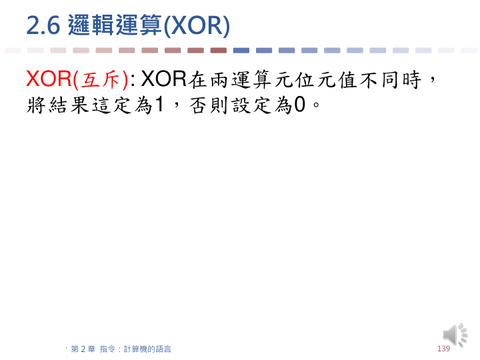 2.6 邏輯運算(XOR)
XOR(互斥): XOR在兩運算元位元值不同時，
將結果這定為1，否則設定為0。
第 2 章 指令：計算機的語言
139